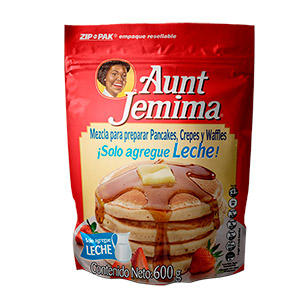 ZIP PAK® empaque resellable
Aunt
Jemima
Mezcla para preparar Pancakes, Crepes y Waffles
¡Solo agregue Leche!
Solo agregue
LECHE
Contenido Neto: 600 g